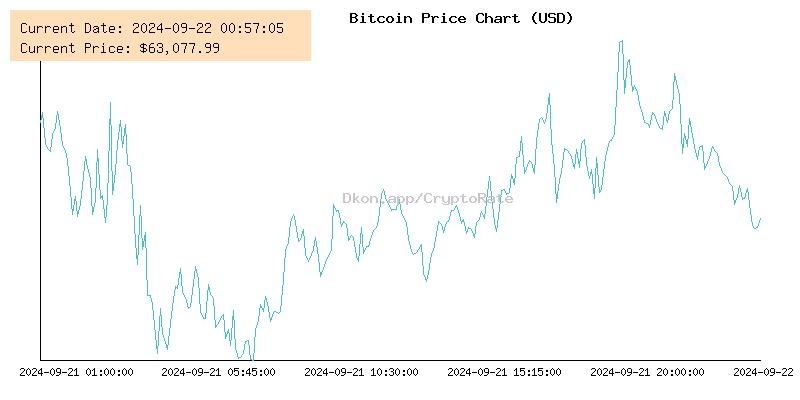 Bitcoin Price Chart (USD)
Current Date: 2024-09-22 00:57:05
Current Price: $63,077.99
Dkon.app/CryptoRate
2024-09-21 01:00:00 2024-09-21 05:45:00 2024-09-21 10:30:00 2024-09-21 15:15:00 2024-09-21 20:00:00 2024-09-22